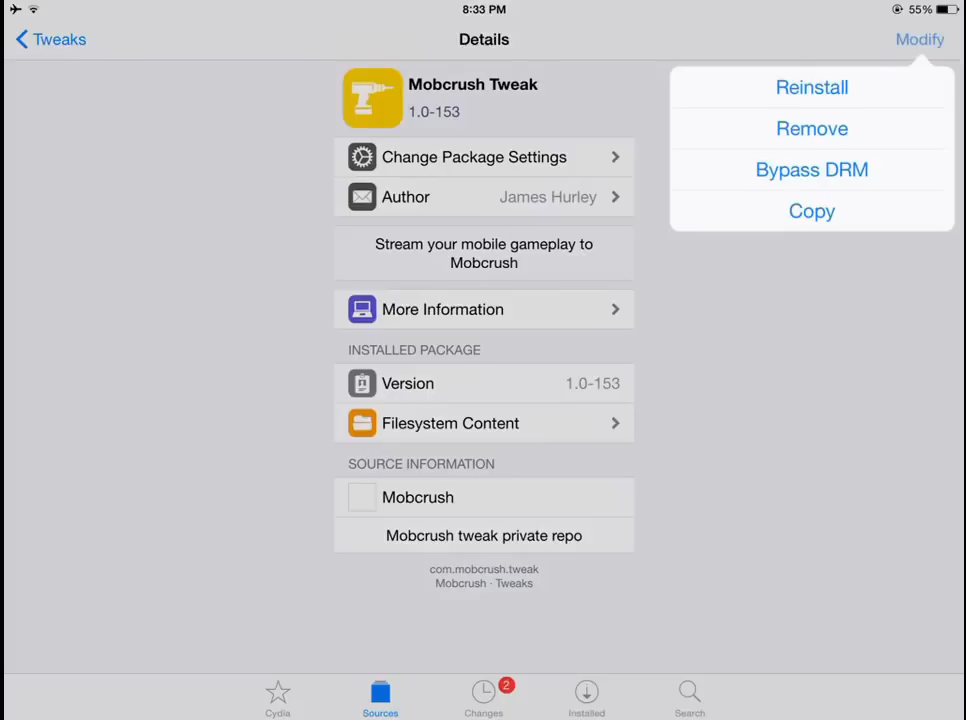 8:33 PM
55%
Tweaks
Details
Modify
Mobcrush Tweak
1.0-153
Reinstall
Remove
Bypass DRM
Copy
Change Package Settings
Author James Hurley
Stream your mobile gameplay to
Mobcrush
More Information
INSTALLED PACKAGE
Version 1.0-153
Filesystem Content
SOURCE INFORMATION
Mobcrush
Mobcrush tweak private repo
com.mobcrush.tweak
Mobcrush · Tweaks
2
Cydia
Sources
Changes
Installed
Search